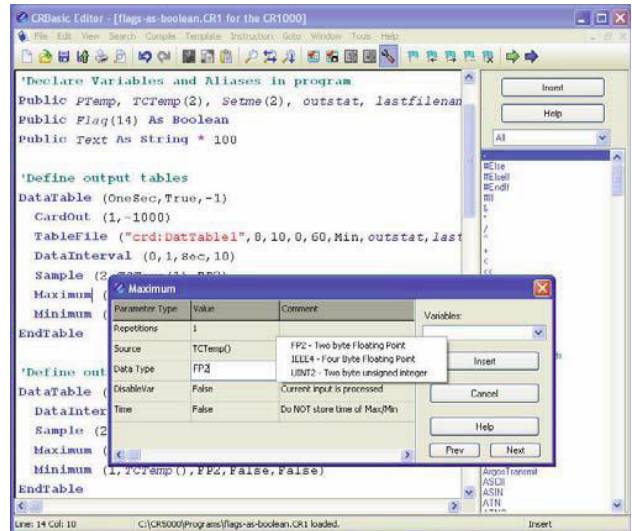 CRBasic Editor - [flags-as-boolean.CR1 for the CR1000]
File Edit View Search Compile Template Instruction Goto Window Tools Help
'Declare Variables and Aliases in program
Public PTemp, TCTemp(2), Setme(2), outstat, lastfilenam
Public Flag(14) As Boolean
Public Text As String * 100
'Define output tables
DataTable (OneSec,True,-1)
CardOut (1,-1000)
TableFile ("crd:DatTable1",8,10,0,60,Min,outstat,last
DataInterval (0,1,Sec,10)
Sample (2,TCTemp(1),FP2)
Maximum (
Minimum (
EndTable
'Define out
DataTable (
DataInter
Sample (2
Maximum (
Minimum (1,TCTemp(),FP2,False,False)
EndTable
Insert
Help
All
#Else
#ElseIf
#EndIf
#If
&
*
/
^
+
<
<<
ArgosTransmit
ASCII
ASIN
ATN
Maximum
Parameter Type Value Comment
Repetitions 1
Source TCTemp()
Data Type FP2
DisableVar False Current input is processed
Time False Do NOT store time of Max/Min
FP2 - Two byte Floating Point
IEEE4 - Four Byte Floating Point
UINT2 - Two byte unsigned integer
Variables:
Insert
Cancel
Help
Prev Next
Line: 14 Col: 10 C:\CR5000\Programs\flags-as-boolean.CR1 loaded. Insert